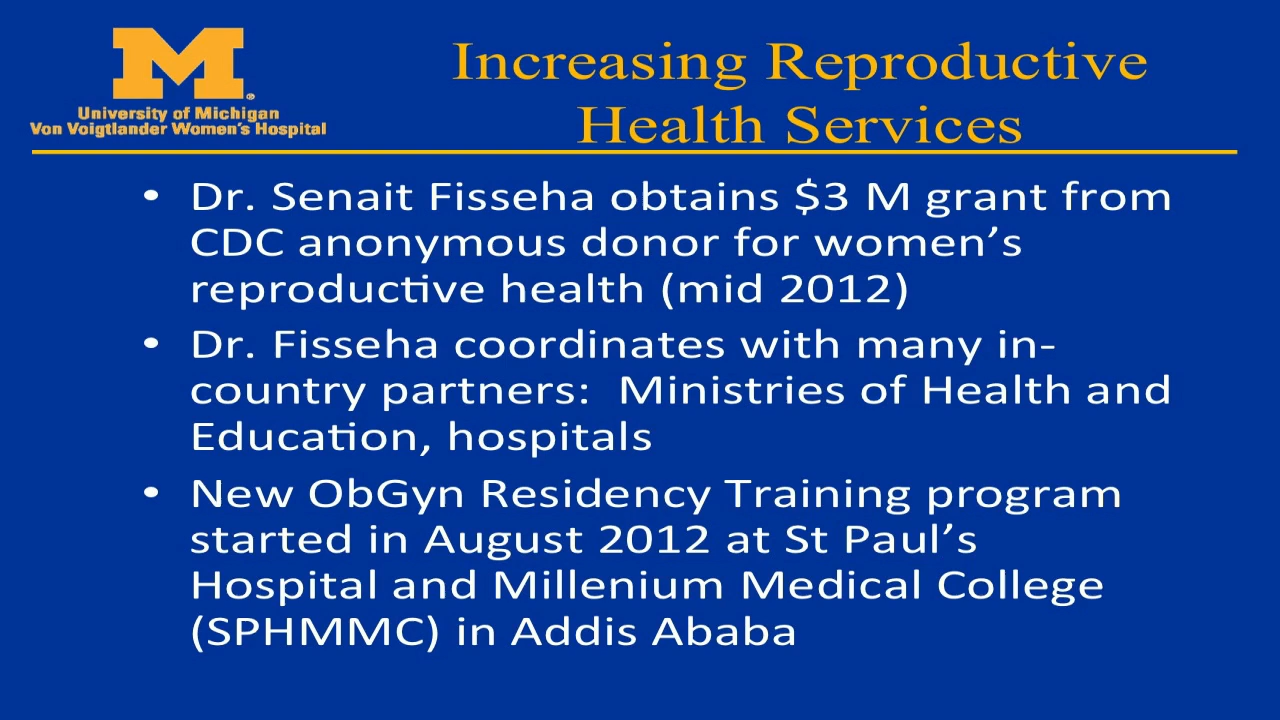 M®
University of Michigan
Von Voigtlander Women's Hospital
Increasing Reproductive
Health Services
• Dr. Senait Fisseha obtains $3 M grant from
CDC anonymous donor for women’s
reproductive health (mid 2012)
• Dr. Fisseha coordinates with many in-
country partners:  Ministries of Health and
Education, hospitals
• New ObGyn Residency Training program
started in August 2012 at St Paul’s
Hospital and Millenium Medical College
(SPHMMC) in Addis Ababa